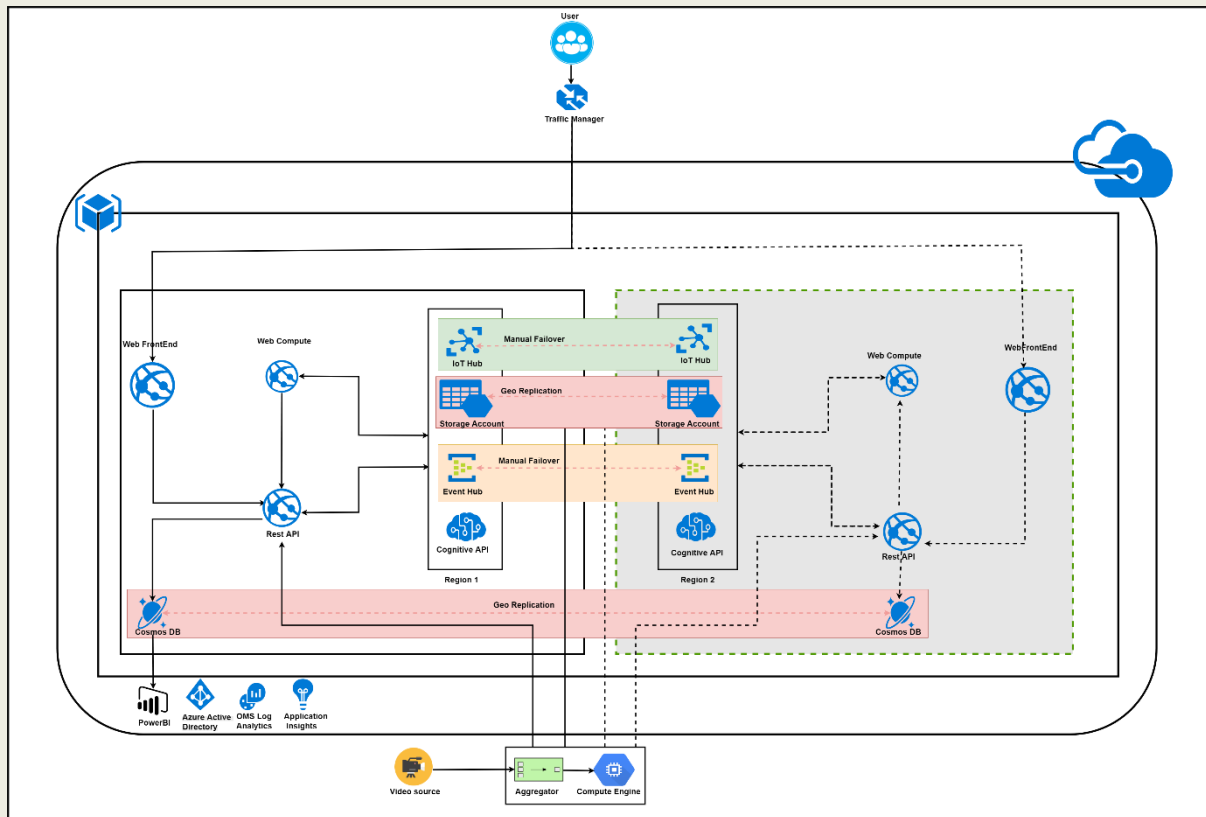 User
Traffic Manager
Web FrontEnd
Web Compute
IoT Hub
Manual Failover
IoT Hub
Geo Replication
Storage Account
Storage Account
Manual Failover
Event Hub
Event Hub
Rest API
Cognitive API
Region 1
Cognitive API
Region 2
Web Compute
WebFrontEnd
Rest API
Geo Replication
Cosmos DB
Cosmos DB
PowerBI
Azure Active
Directory
OMS Log
Analytics
Application
Insights
Video source
Aggregator
Compute Engine